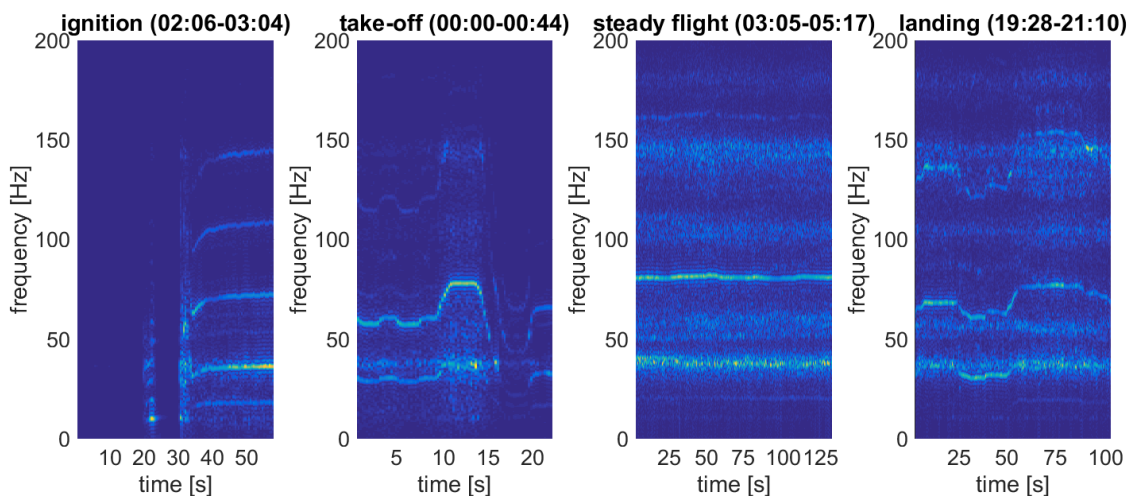 ignition (02:06-03:04)
200
150
100
50
0
frequency [Hz]
10 20 30 40 50
time [s]
take-off (00:00-00:44)
200
150
100
50
0
frequency [Hz]
5 10 15 20
time [s]
steady flight (03:05-05:17)
200
150
100
50
0
frequency [Hz]
25 50 75 100 125
time [s]
landing (19:28-21:10)
200
150
100
50
0
frequency [Hz]
25 50 75 100
time [s]